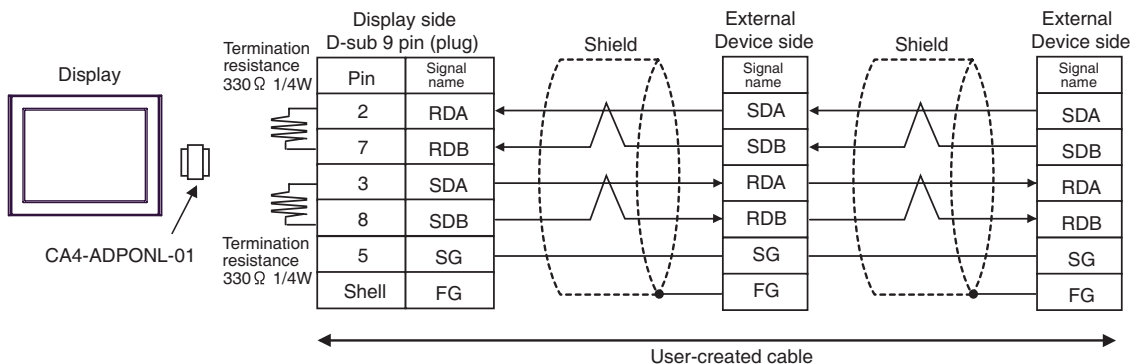 Display side
D-sub 9 pin (plug)
Shield
External
Device side
Shield
External
Device side
Display
Termination
resistance
330Ω 1/4W
Pin
Signal
name
Signal
name
Signal
name
2
RDA
SDA
SDA
7
RDB
SDB
SDB
3
SDA
RDA
RDA
8
SDB
RDB
RDB
CA4-ADPONL-01
Termination
resistance
330Ω 1/4W
5
SG
SG
SG
Shell
FG
FG
FG
User-created cable